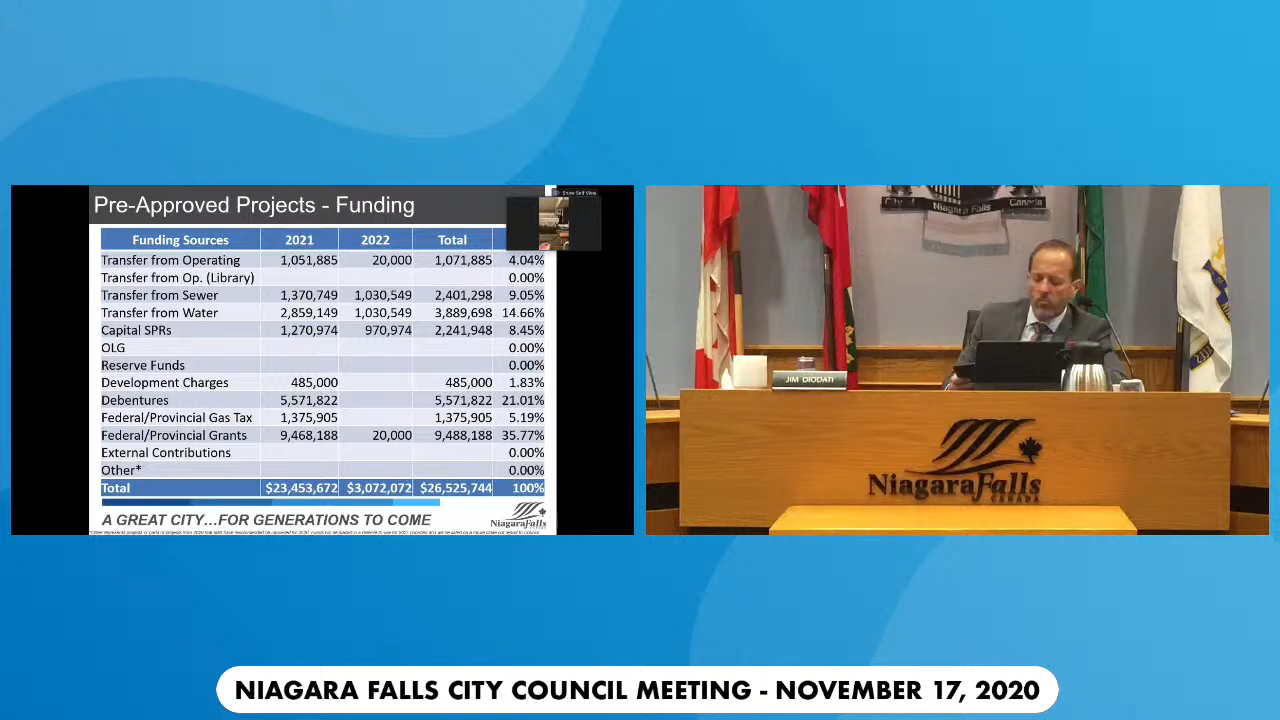 Show Self View
Pre-Approved Projects - Funding
Funding Sources 2021 2022 Total
Transfer from Operating 1,051,885 20,000 1,071,885 4.04%
Transfer from Op. (Library) 0.00%
Transfer from Sewer 1,370,749 1,030,549 2,401,298 9.05%
Transfer from Water 2,859,149 1,030,549 3,889,698 14.66%
Capital SPRs 1,270,974 970,974 2,241,948 8.45%
OLG 0.00%
Reserve Funds 0.00%
Development Charges 485,000 485,000 1.83%
Debentures 5,571,822 5,571,822 21.01%
Federal/Provincial Gas Tax 1,375,905 1,375,905 5.19%
Federal/Provincial Grants 9,468,188 20,000 9,488,188 35.77%
External Contributions 0.00%
Other* 0.00%
Total $23,453,672 $3,072,072 $26,525,744 100%
A GREAT CITY...FOR GENERATIONS TO COME
NiagaraFalls
City of Niagara Falls Canada
JIM DIODATI
NiagaraFalls
CANADA
NIAGARA FALLS CITY COUNCIL MEETING - NOVEMBER 17, 2020